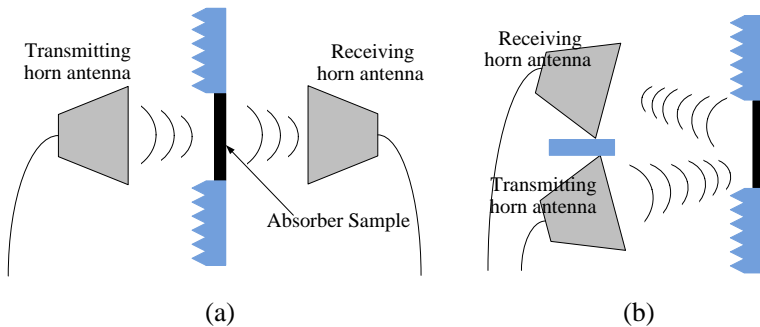 Transmitting
horn antenna
Receiving
horn antenna
Absorber Sample
(a)
Receiving
horn antenna
Transmitting
horn antenna
(b)